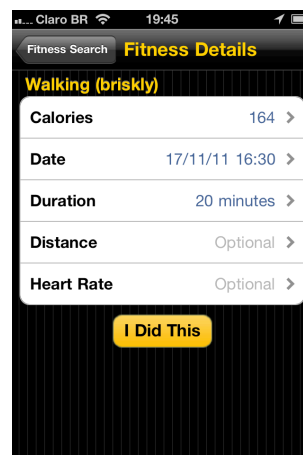 ... Claro BR 19:45
Fitness Search Fitness Details
Walking (briskly)
Calories 164
Date 17/11/11 16:30
Duration 20 minutes
Distance Optional
Heart Rate Optional
I Did This